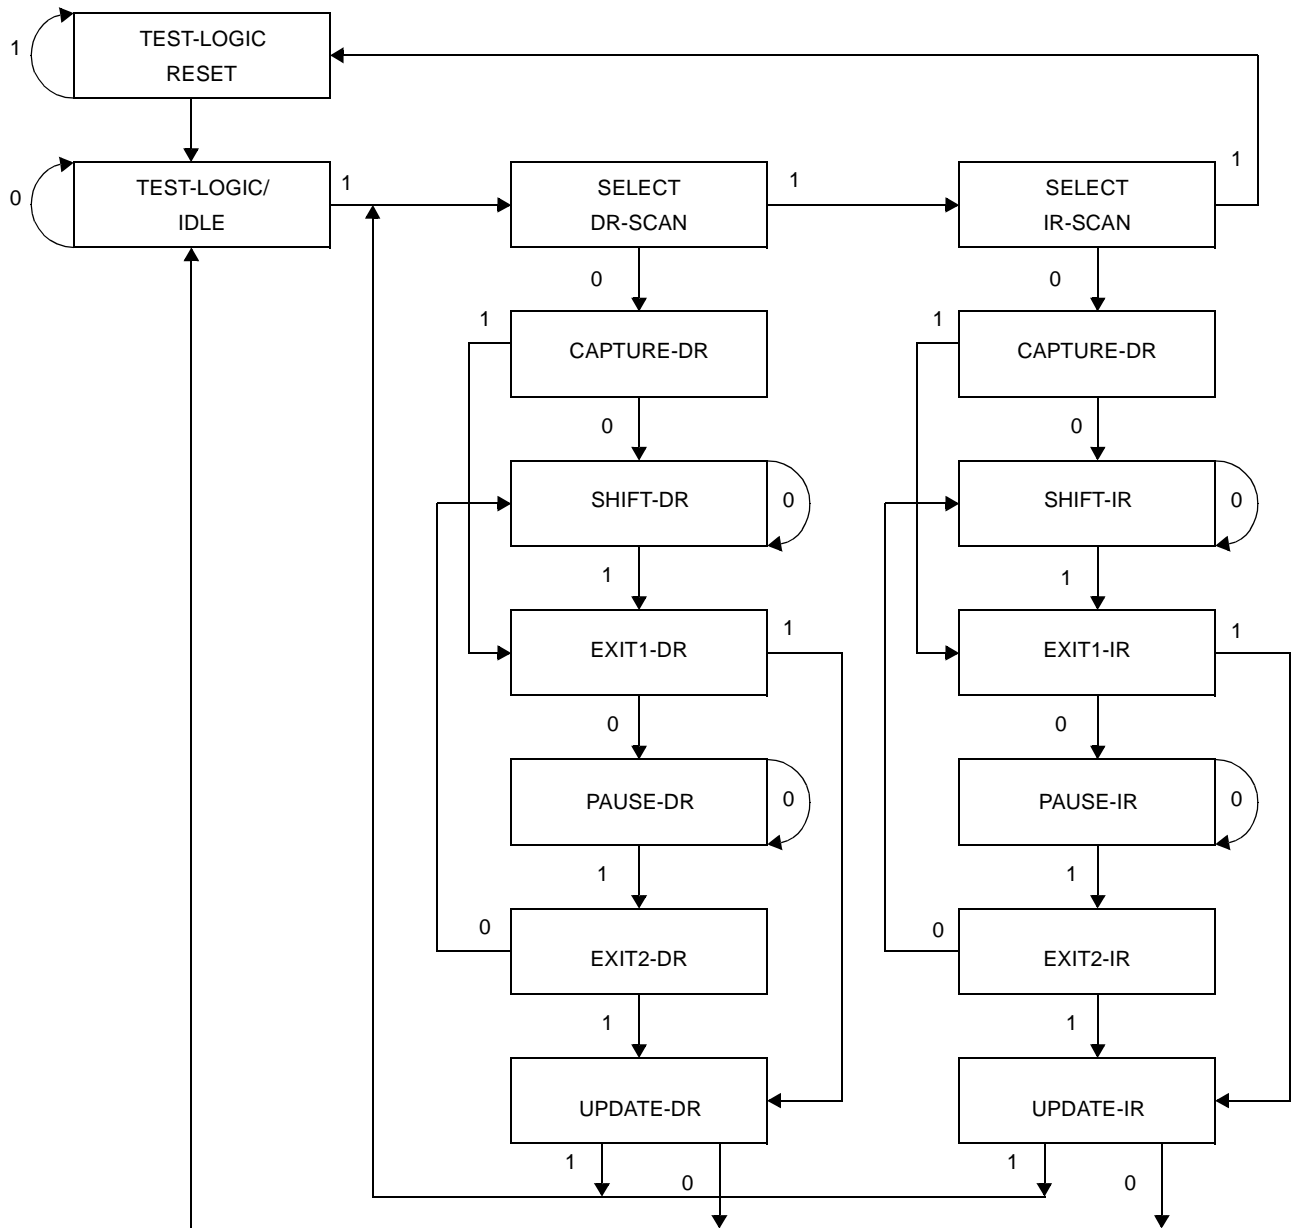 TEST-LOGIC
RESET
1
TEST-LOGIC/
IDLE
0
1
SELECT
DR-SCAN
1
SELECT
IR-SCAN
1
0
0
1
CAPTURE-DR
1
CAPTURE-DR
0
0
SHIFT-DR
0
SHIFT-IR
0
1
1
EXIT1-DR
1
EXIT1-IR
1
0
0
PAUSE-DR
0
PAUSE-IR
0
1
1
0
EXIT2-DR
0
EXIT2-IR
1
1
UPDATE-DR
UPDATE-IR
1
0
1
0